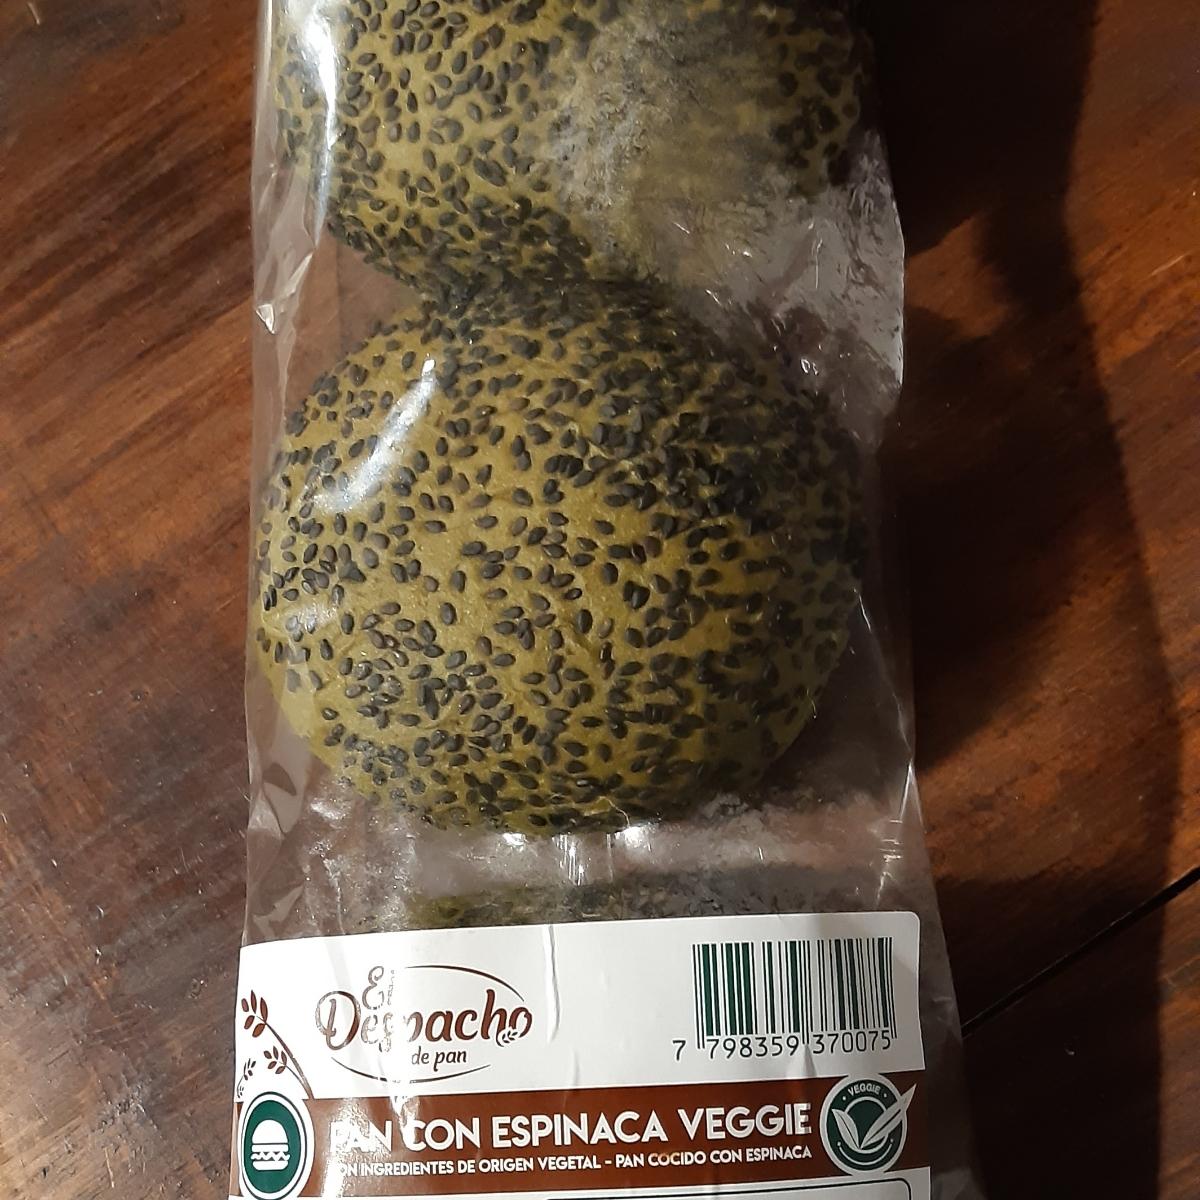 El
Despacho
de pan
7 798359 370075
VEGGIE
PAN CON ESPINACA VEGGIE
CON INGREDIENTES DE ORIGEN VEGETAL - PAN COCIDO CON ESPINACA